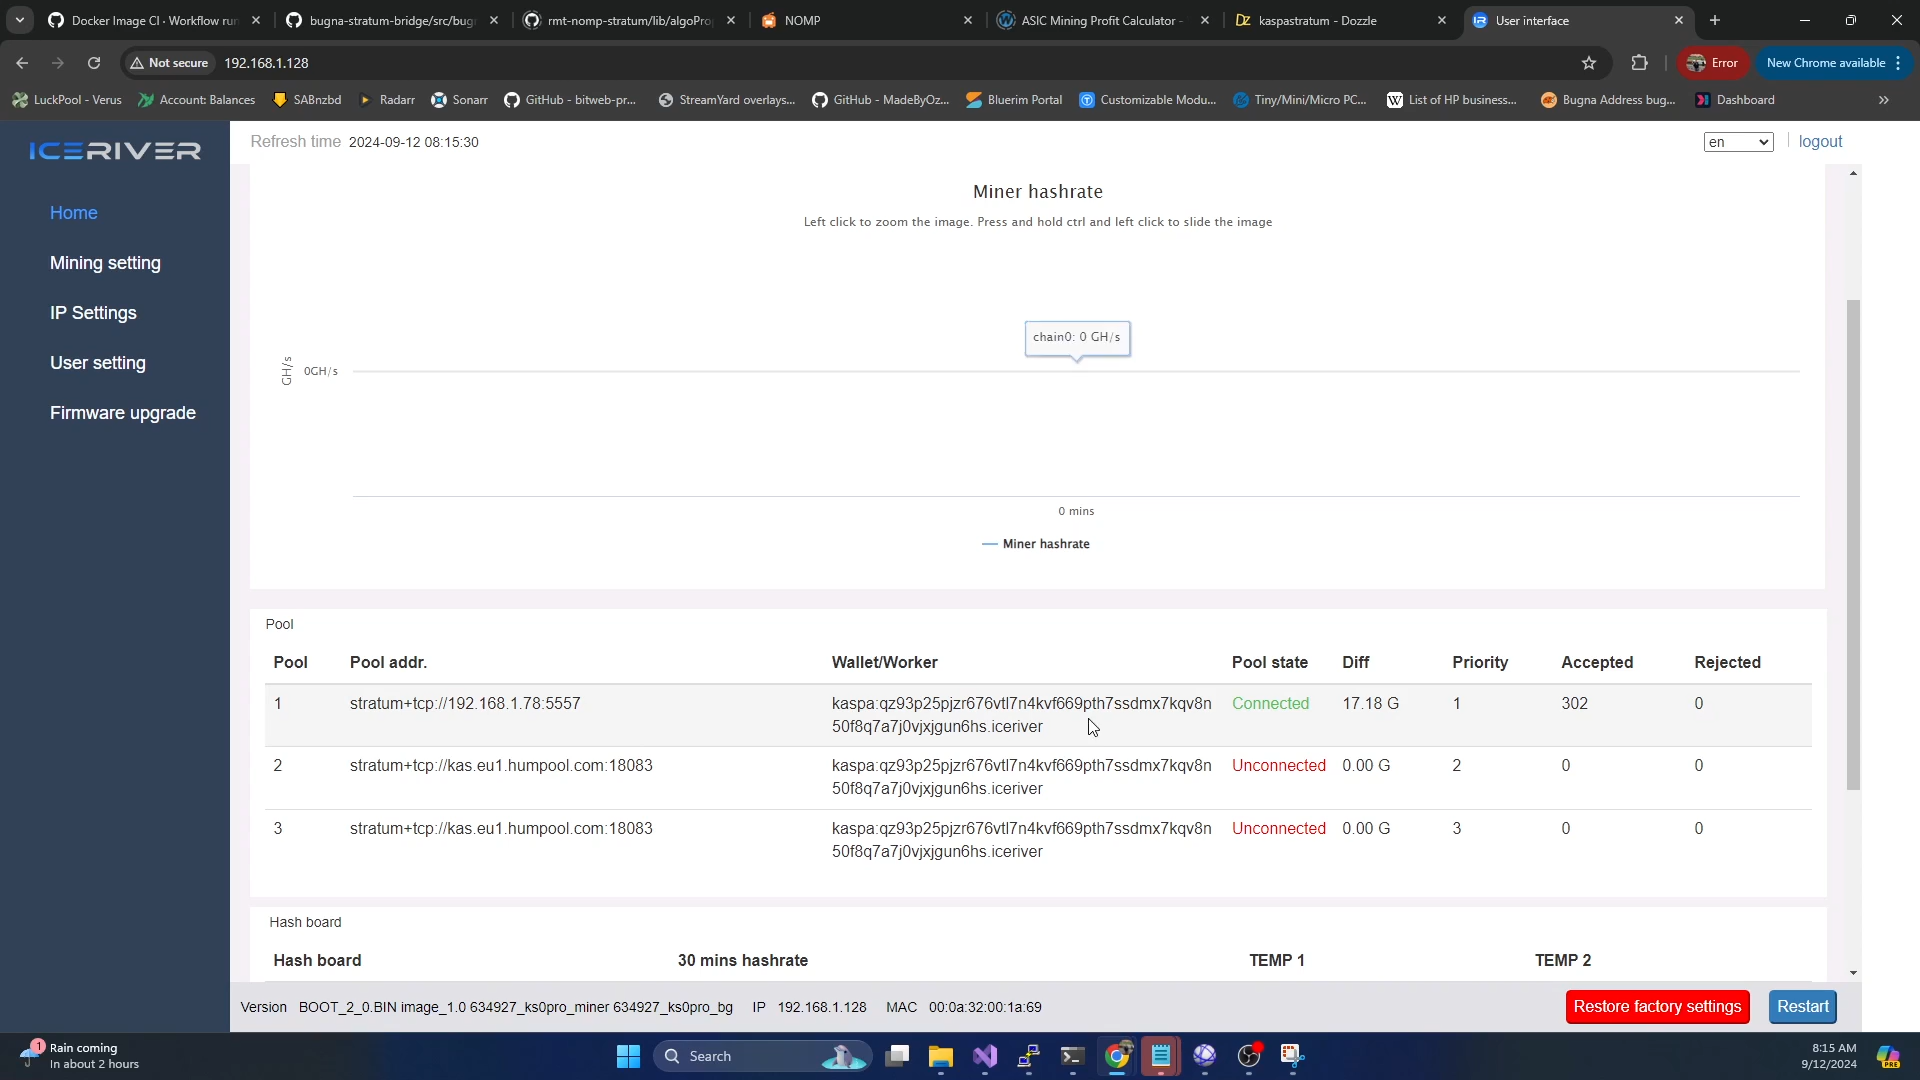 Docker Image CI · Workflow run
bugna-stratum-bridge/src/bug
rmt-nomp-stratum/lib/algoPro
NOMP
ASIC Mining Profit Calculator -
kaspastratum - Dozzle
User interface
Not secure
192.168.1.128
Error
New Chrome available
LuckPool - Verus
Account: Balances
SABnzbd
Radarr
Sonarr
GitHub - bitweb-pr...
StreamYard overlays...
GitHub - MadeByOz...
Bluerim Portal
Customizable Modu...
Tiny/Mini/Micro PC...
List of HP business...
Bugna Address bug...
Dashboard
ICERIVER
Refresh time 2024-09-12 08:15:30
en
logout
Home
Mining setting
IP Settings
User setting
Firmware upgrade
Miner hashrate
Left click to zoom the image. Press and hold ctrl and left click to slide the image
chain0: 0 GH/s
GH/s
0GH/s
0 mins
Miner hashrate
Pool
Pool Pool addr. Wallet/Worker Pool state Diff Priority Accepted Rejected
1 stratum+tcp://192.168.1.78:5557 kaspa:qz93p25pjzr676vtl7n4kvf669pth7ssdmx7kqv8n Connected 17.18 G 1 302 0
50f8q7a7j0vjxjgun6hs.iceriver
2 stratum+tcp://kas.eu1.humpool.com:18083 kaspa:qz93p25pjzr676vtl7n4kvf669pth7ssdmx7kqv8n Unconnected 0.00 G 2 0 0
50f8q7a7j0vjxjgun6hs.iceriver
3 stratum+tcp://kas.eu1.humpool.com:18083 kaspa:qz93p25pjzr676vtl7n4kvf669pth7ssdmx7kqv8n Unconnected 0.00 G 3 0 0
50f8q7a7j0vjxjgun6hs.iceriver
Hash board
Hash board 30 mins hashrate TEMP 1 TEMP 2
Version BOOT_2_0.BIN image_1.0 634927_ks0pro_miner 634927_ks0pro_bg IP 192.168.1.128 MAC 00:0a:32:00:1a:69
Restore factory settings
Restart
1
Rain coming
In about 2 hours
Search
8:15 AM
9/12/2024
PRE